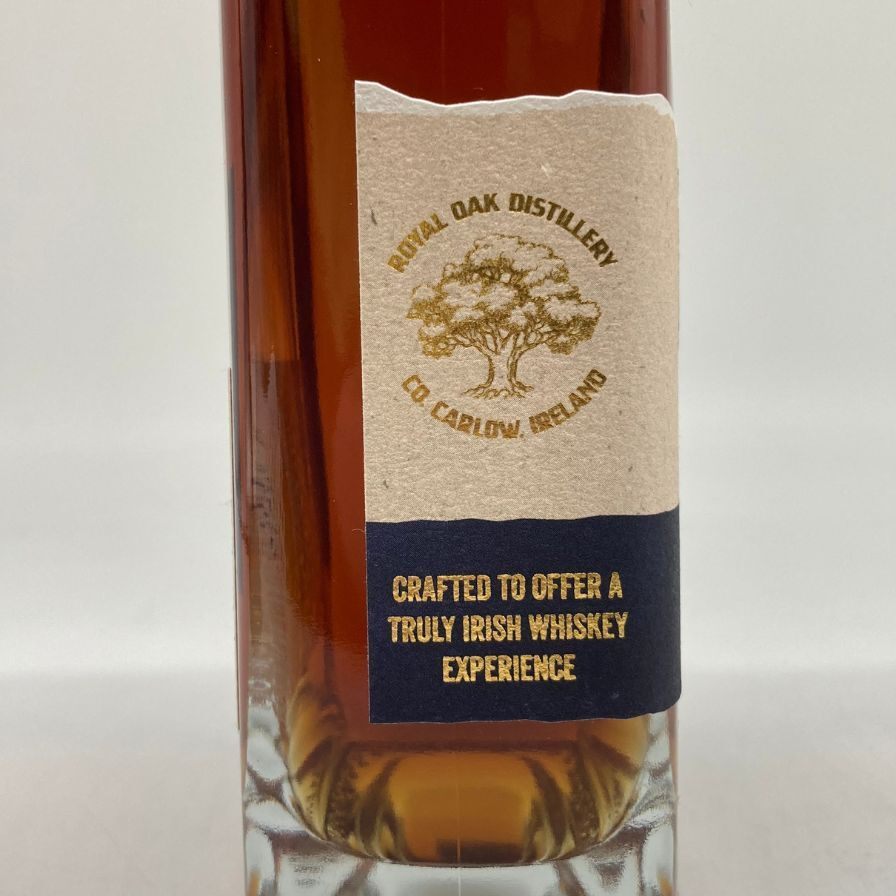 ROYAL OAK DISTILLERY
CO. CARLOW, IRELAND
CRAFTED TO OFFER A
TRULY IRISH WHISKEY
EXPERIENCE